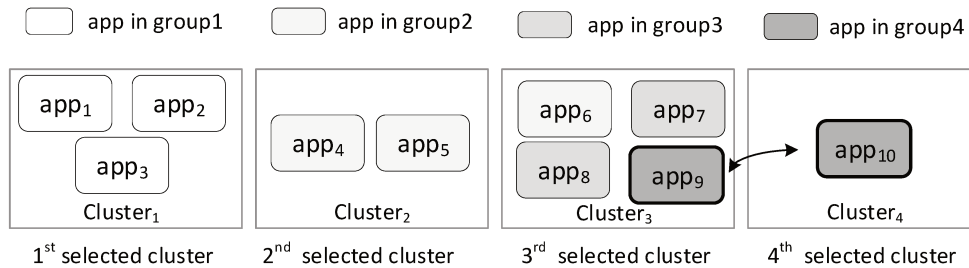 app in group1 app in group2 app in group3 app in group4
app₁ app₂ app₃ Cluster₁
app₄ app₅ Cluster₂
app₆ app₇ app₈ app₉ Cluster₃
app₁₀ Cluster₄
1ˢᵗ selected cluster 2ⁿᵈ selected cluster 3ʳᵈ selected cluster 4ᵗʰ selected cluster